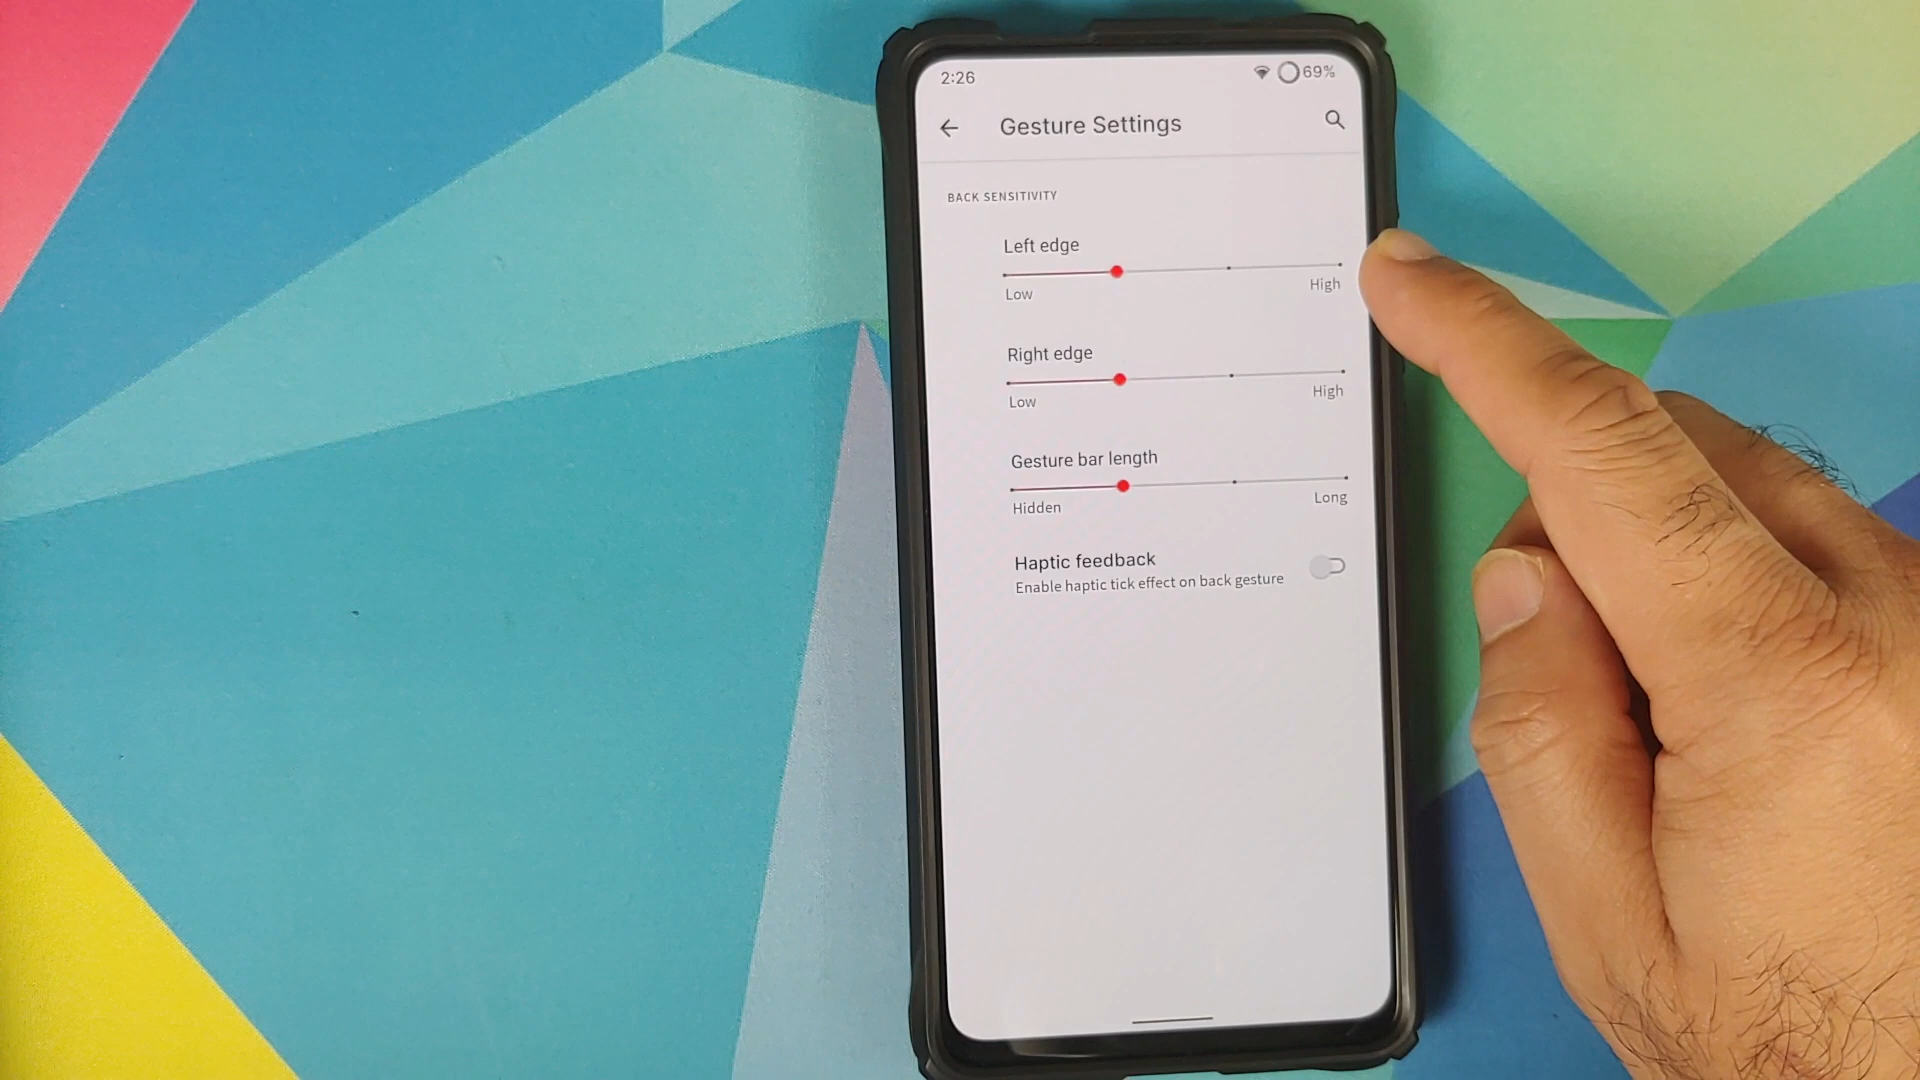 2:26
69%
Gesture Settings
BACK SENSITIVITY
Left edge
Low
High
Right edge
Low
High
Gesture bar length
Hidden
Long
Haptic feedback
Enable haptic tick effect on back gesture